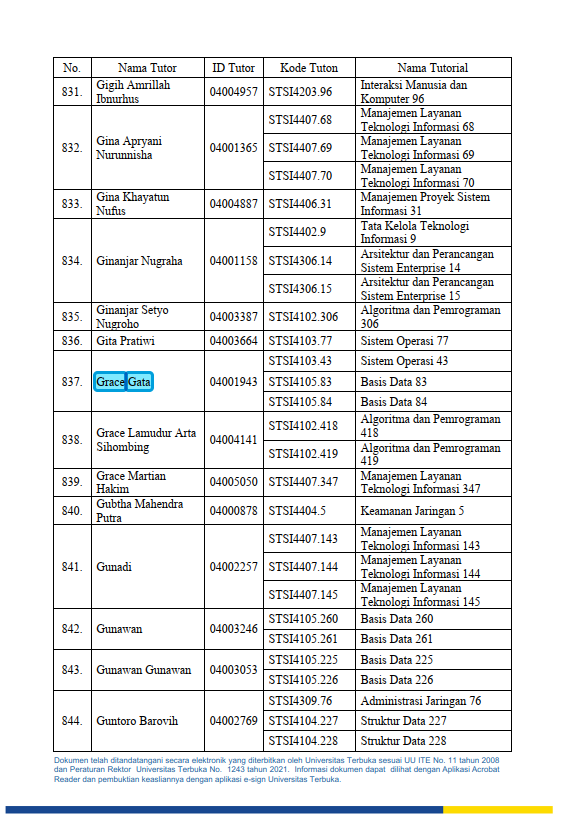 No. Nama Tutor ID Tutor Kode Tuton Nama Tutorial
831. Gigih Amrillah Ibnurhus 04004957 STSI4203.96 Interaksi Manusia dan Komputer 96
832. Gina Apryani Nurunnisha 04001365 STSI4407.68 Manajemen Layanan Teknologi Informasi 68
STSI4407.69 Manajemen Layanan Teknologi Informasi 69
STSI4407.70 Manajemen Layanan Teknologi Informasi 70
833. Gina Khayatun Nufus 04004887 STSI4406.31 Manajemen Proyek Sistem Informasi 31
834. Ginanjar Nugraha 04001158 STSI4402.9 Tata Kelola Teknologi Informasi 9
STSI4306.14 Arsitektur dan Perancangan Sistem Enterprise 14
STSI4306.15 Arsitektur dan Perancangan Sistem Enterprise 15
835. Ginanjar Setyo Nugroho 04003387 STSI4102.306 Algoritma dan Pemrograman 306
836. Gita Pratiwi 04003664 STSI4103.77 Sistem Operasi 77
837. Grace Gata 04001943 STSI4103.43 Sistem Operasi 43
STSI4105.83 Basis Data 83
STSI4105.84 Basis Data 84
838. Grace Lamudur Arta Sihombing 04004141 STSI4102.418 Algoritma dan Pemrograman 418
STSI4102.419 Algoritma dan Pemrograman 419
839. Grace Martian Hakim 04005050 STSI4407.347 Manajemen Layanan Teknologi Informasi 347
840. Gubtha Mahendra Putra 04000878 STSI4404.5 Keamanan Jaringan 5
841. Gunadi 04002257 STSI4407.143 Manajemen Layanan Teknologi Informasi 143
STSI4407.144 Manajemen Layanan Teknologi Informasi 144
STSI4407.145 Manajemen Layanan Teknologi Informasi 145
842. Gunawan 04003246 STSI4105.260 Basis Data 260
STSI4105.261 Basis Data 261
843. Gunawan Gunawan 04003053 STSI4105.225 Basis Data 225
STSI4105.226 Basis Data 226
844. Guntoro Barovih 04002769 STSI4309.76 Administrasi Jaringan 76
STSI4104.227 Struktur Data 227
STSI4104.228 Struktur Data 228
Dokumen telah ditandatangani secara elektronik yang diterbitkan oleh Universitas Terbuka sesuai UU ITE No. 11 tahun 2008
dan Peraturan Rektor Universitas Terbuka No. 1243 tahun 2021. Informasi dokumen dapat dilihat dengan Aplikasi Acrobat
Reader dan pembuktian keasliannya dengan aplikasi e-sign Universitas Terbuka.